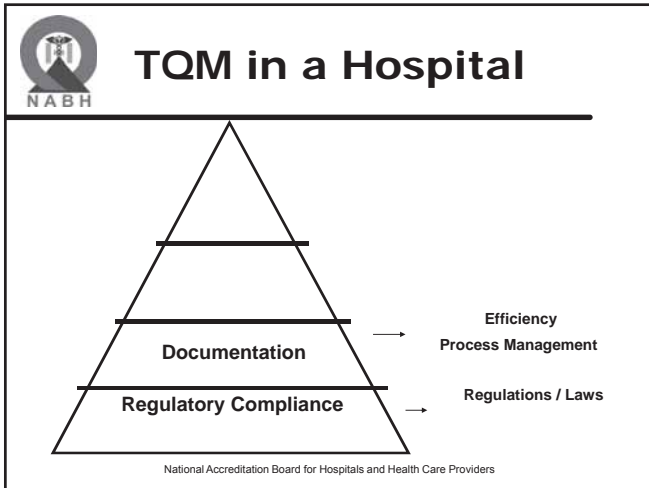 NABH
TQM in a Hospital
Efficiency
Process Management
Documentation
Regulations / Laws
Regulatory Compliance
National Accreditation Board for Hospitals and Health Care Providers